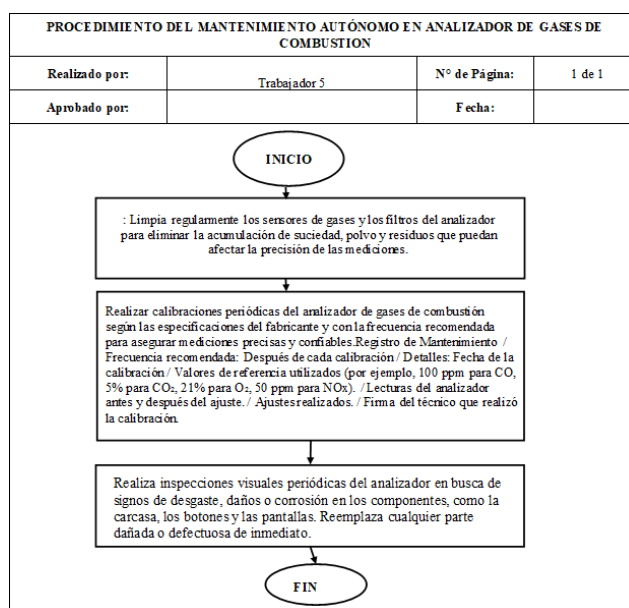 PROCEDIMIENTO DEL MANTENIMIENTO AUTÓNOMO EN ANALIZADOR DE GASES DE
COMBUSTION
Realizado por:
Trabajador 5
N° de Página:
1 de 1
Aprobado por:
Fecha:
INICIO
: Limpia regularmente los sensores de gases y los filtros del analizador
para eliminar la acumulación de suciedad, polvo y residuos que puedan
afectar la precisión de las mediciones.
Realizar calibraciones periódicas del analizador de gases de combustión
según las especificaciones del fabricante y con la frecuencia recomendada
para asegurar mediciones precisas y confiables.Registro de Mantenimiento /
Frecuencia recomendada: Después de cada calibración / Detalles: Fecha de la
calibración / Valores de referencia utilizados (por ejemplo, 100 ppm para CO,
5% para CO₂, 21% para O₂, 50 ppm para NOx). / Lecturas del analizador
antes y después del ajuste. / Ajustes realizados. / Firma del técnico que realizó
la calibración.
Realiza inspecciones visuales periódicas del analizador en busca de
signos de desgaste, daños o corrosión en los componentes, como la
carcasa, los botones y las pantallas. Reemplaza cualquier parte
dañada o defectuosa de inmediato.
FIN